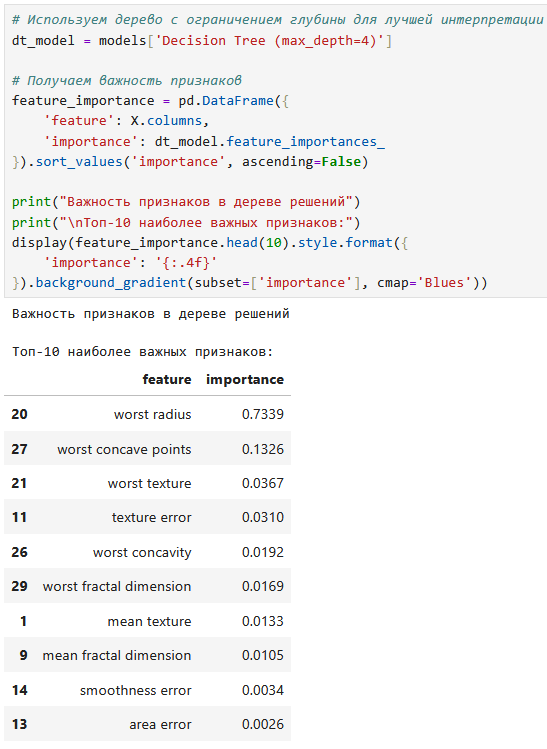 # Используем дерево с ограничением глубины для лучшей интерпретации
dt_model = models['Decision Tree (max_depth=4)']
# Получаем важность признаков
feature_importance = pd.DataFrame({
    'feature': X.columns,
    'importance': dt_model.feature_importances_
}).sort_values('importance', ascending=False)
print("Важность признаков в дереве решений")
print("\nТоп-10 наиболее важных признаков:")
display(feature_importance.head(10).style.format({
    'importance': '{:.4f}'
}).background_gradient(subset=['importance'], cmap='Blues'))
Важность признаков в дереве решений
Топ-10 наиболее важных признаков:
feature importance
20 worst radius 0.7339
27 worst concave points 0.1326
21 worst texture 0.0367
11 texture error 0.0310
26 worst concavity 0.0192
29 worst fractal dimension 0.0169
1 mean texture 0.0133
9 mean fractal dimension 0.0105
14 smoothness error 0.0034
13 area error 0.0026